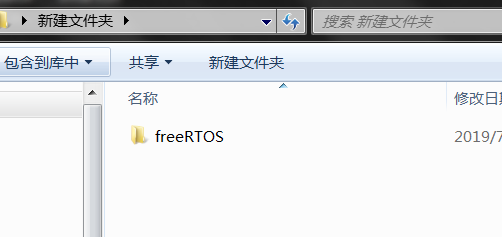 新建文件夹
搜索 新建文件夹
包含到库中 共享 新建文件夹
名称 修改日
freeRTOS 2019/7